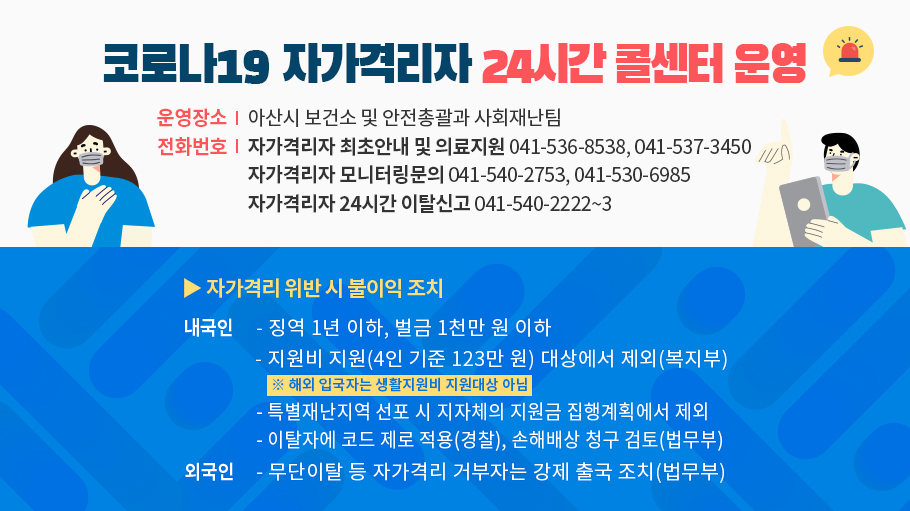 코로나19 자가격리자 24시간 콜센터 운영
운영장소 I 아산시 보건소 및 안전총괄과 사회재난팀
전화번호 I 자가격리자 최초안내 및 의료지원 041-536-8538, 041-537-3450
자가격리자 모니터링문의 041-540-2753, 041-530-6985
자가격리자 24시간 이탈신고 041-540-2222~3
▶ 자가격리 위반 시 불이익 조치
내국인 - 징역 1년 이하, 벌금 1천만 원 이하
- 지원비 지원(4인 기준 123만 원) 대상에서 제외(복지부)
※ 해외 입국자는 생활지원비 지원대상 아님
- 특별재난지역 선포 시 지자체의 지원금 집행계획에서 제외
- 이탈자에 코드 제로 적용(경찰), 손해배상 청구 검토(법무부)
외국인 - 무단이탈 등 자가격리 거부자는 강제 출국 조치(법무부)